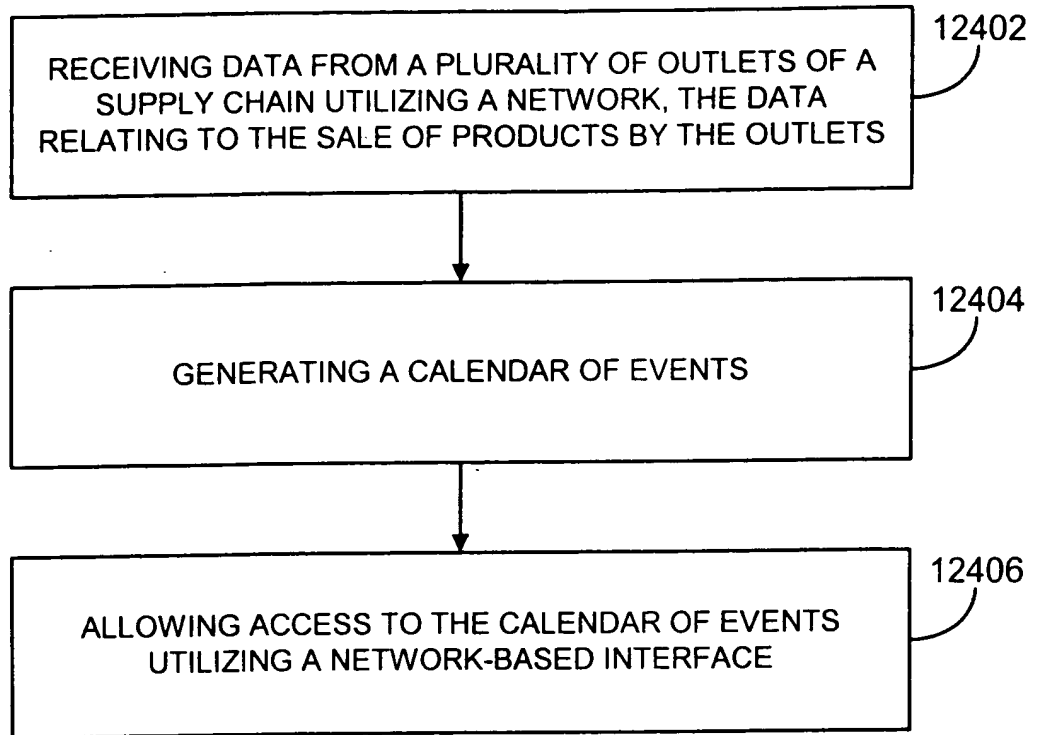 12402
RECEIVING DATA FROM A PLURALITY OF OUTLETS OF A
SUPPLY CHAIN UTILIZING A NETWORK, THE DATA
RELATING TO THE SALE OF PRODUCTS BY THE OUTLETS
12404
GENERATING A CALENDAR OF EVENTS
12406
ALLOWING ACCESS TO THE CALENDAR OF EVENTS
UTILIZING A NETWORK-BASED INTERFACE